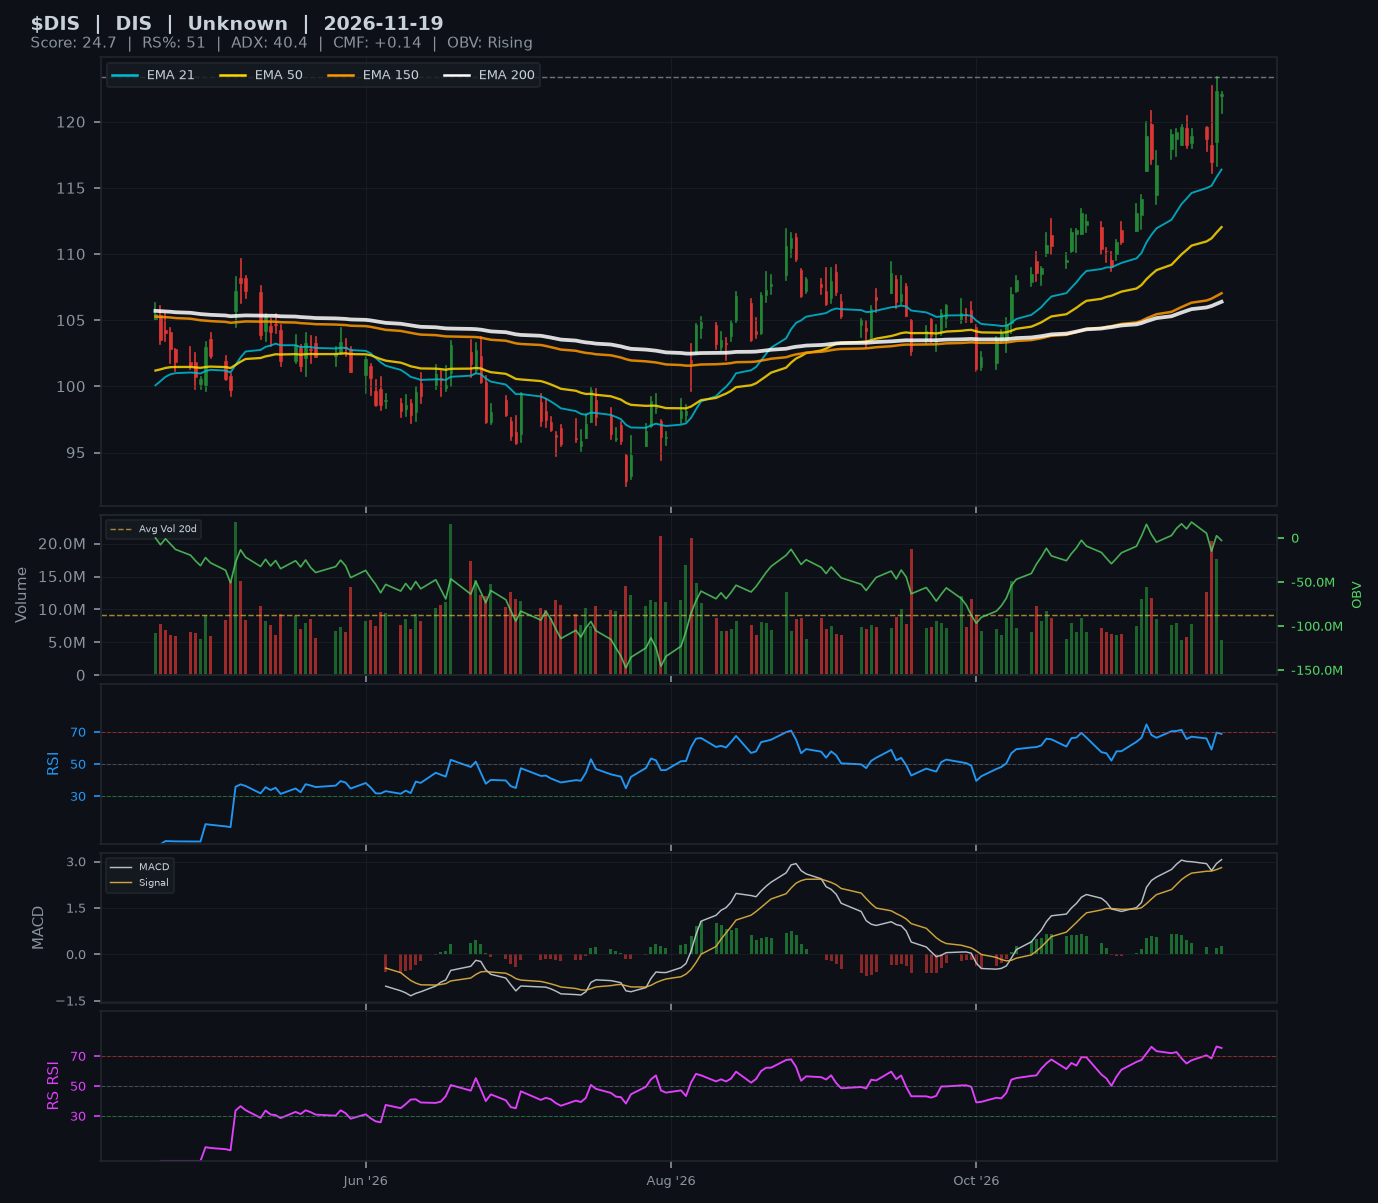 $DIS | DIS | Unknown | 2026-11-19
Score: 24.7 | RS%: 51 | ADX: 40.4 | CMF: +0.14 | OBV: Rising
EMA 21 EMA 50 EMA 150 EMA 200
120
115
110
105
100
95
Avg Vol 20d
Volume
20.0M
15.0M
10.0M
5.0M
0
0
-50.0M
-100.0M
-150.0M
OBV
RSI
70
50
30
MACD
Signal
MACD
3.0
1.5
0.0
−1.5
RS RSI
70
50
30
Jun '26 Aug '26 Oct '26